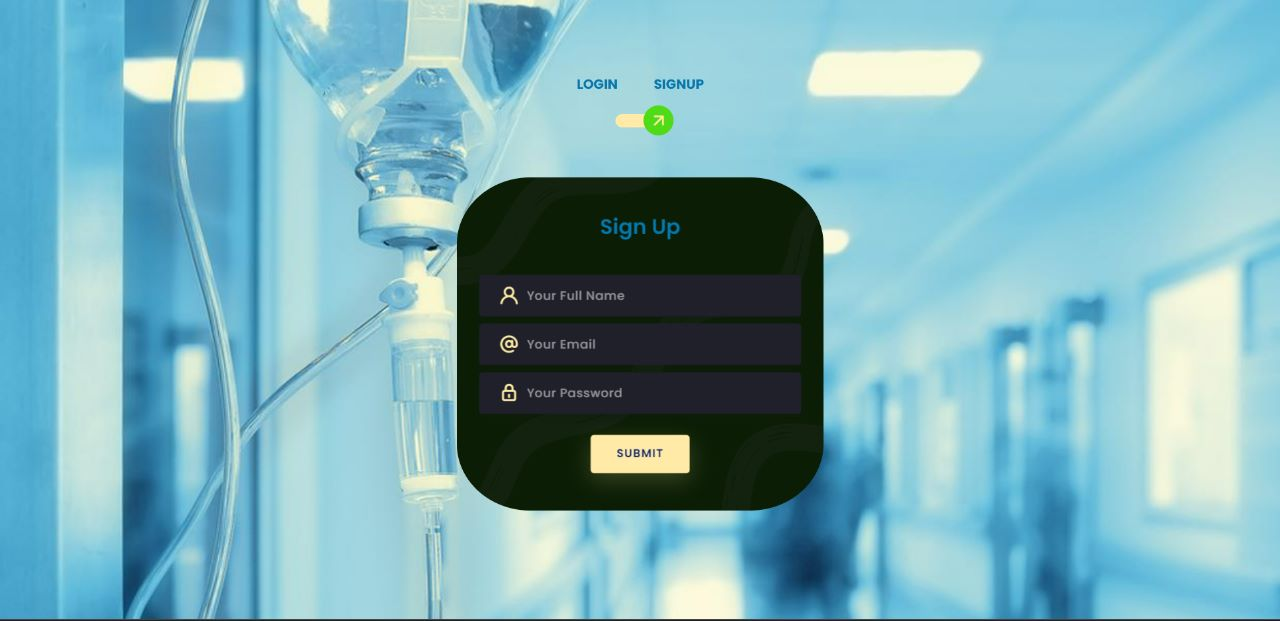 LOGIN SIGNUP
Sign Up
Your Full Name
Your Email
Your Password
SUBMIT